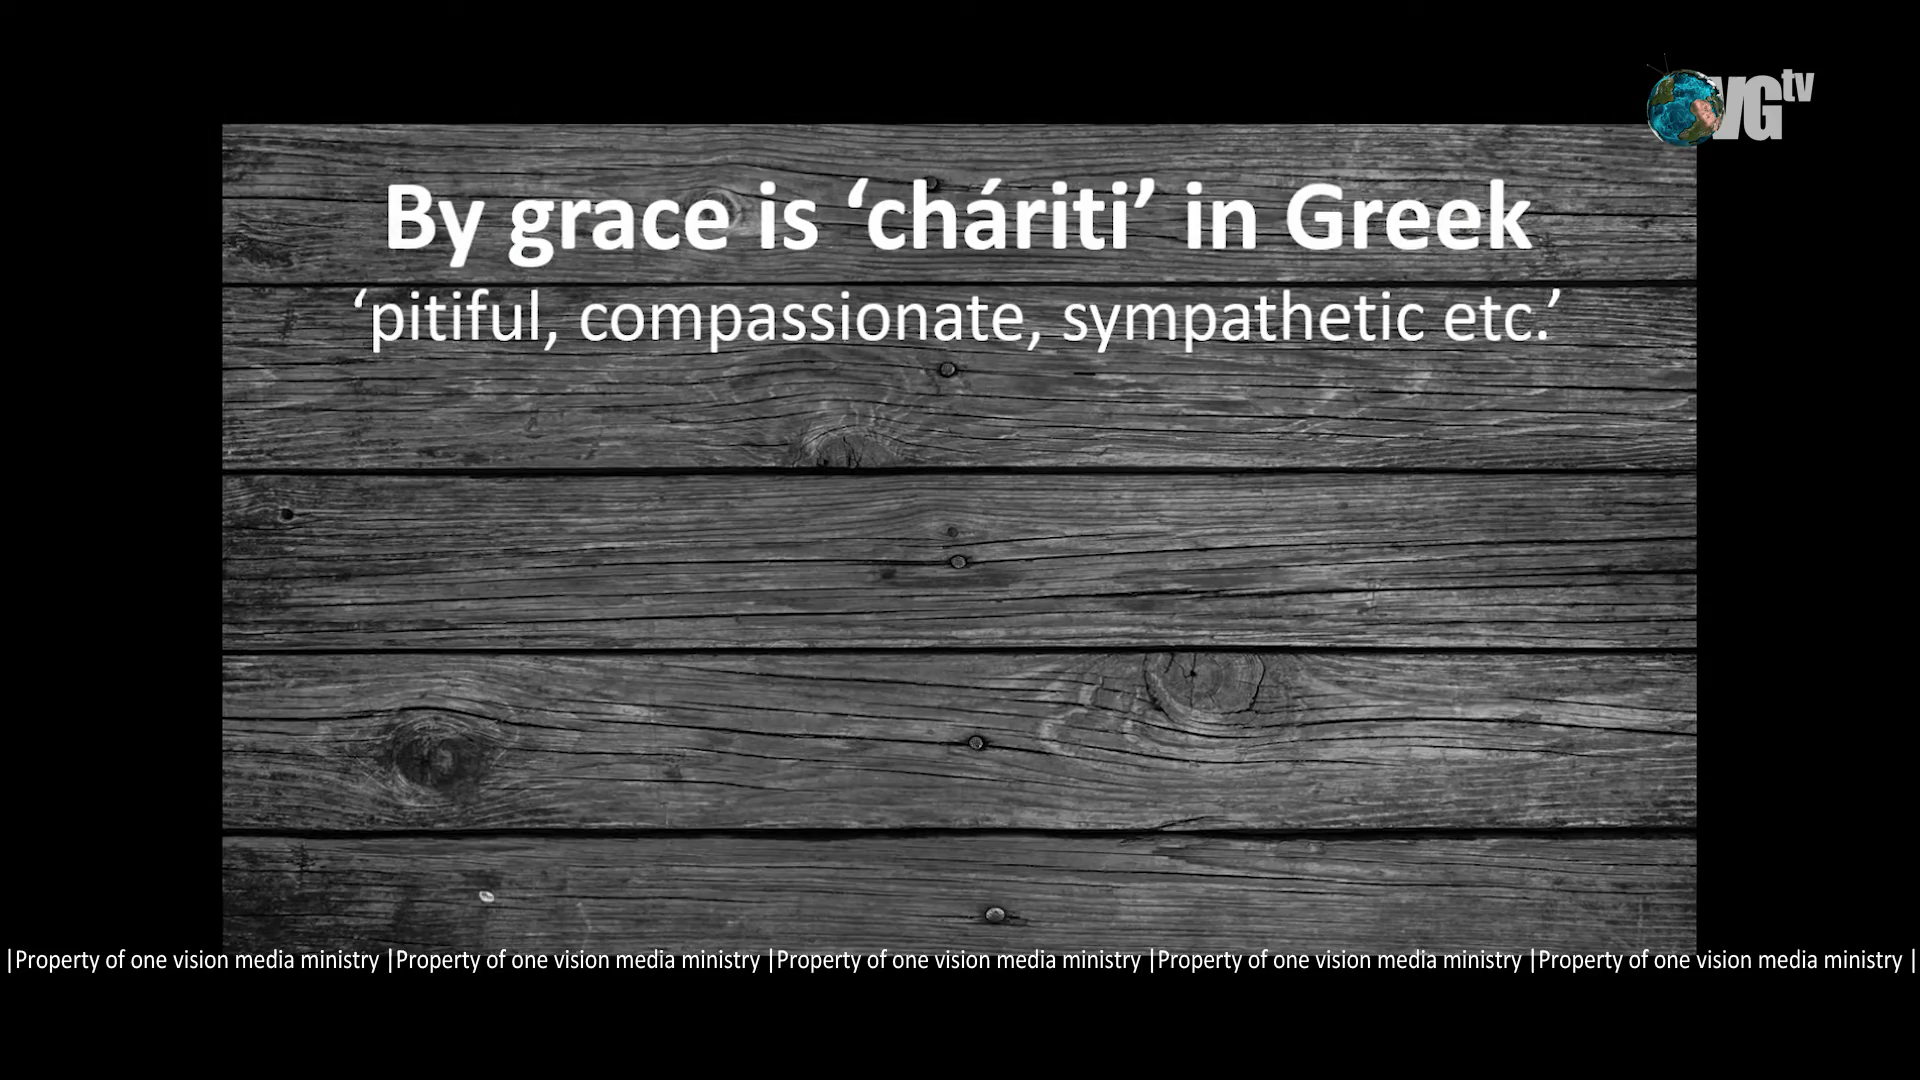 VGtv
By grace is ‘cháriti’ in Greek
‘pitiful, compassionate, sympathetic etc.’
|Property of one vision media ministry |Property of one vision media ministry |Property of one vision media ministry |Property of one vision media ministry |Property of one vision media ministry |